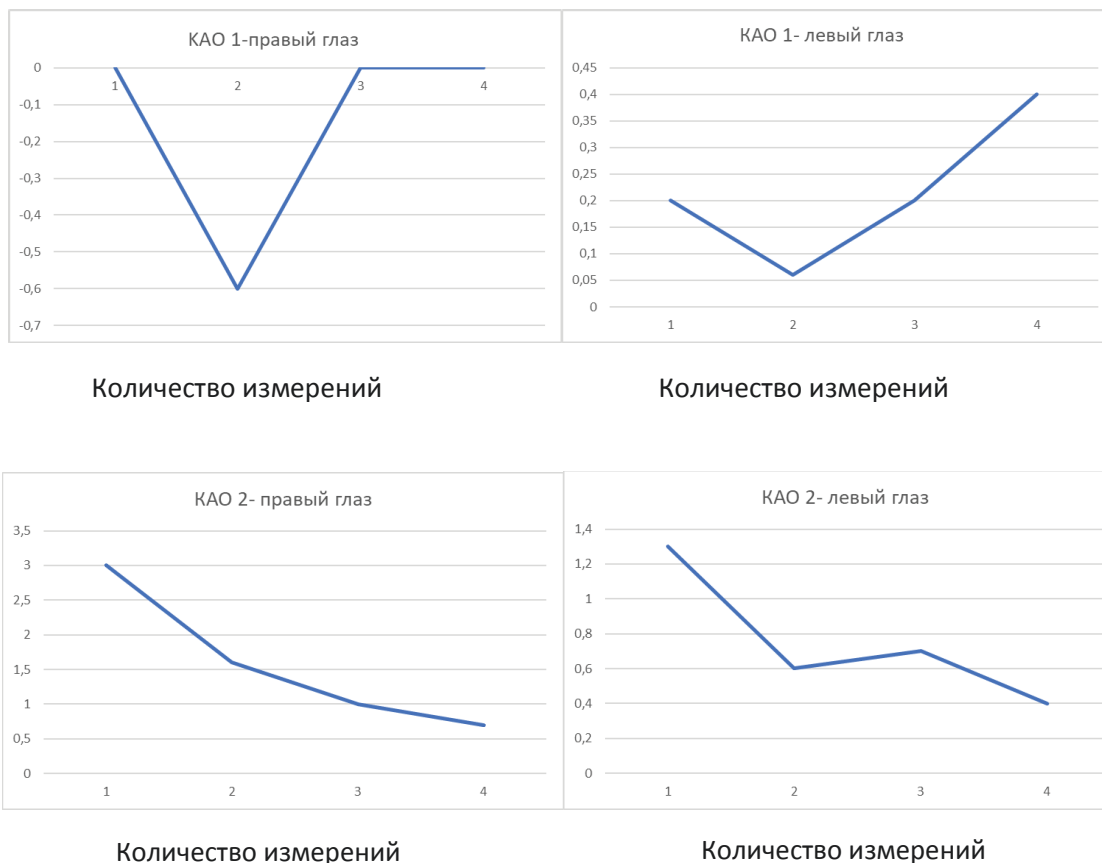 КАО 1-правый глаз
0
-0,1
-0,2
-0,3
-0,4
-0,5
-0,6
-0,7
1 2 3 4
Количество измерений
КАО 1- левый глаз
0,45
0,4
0,35
0,3
0,25
0,2
0,15
0,1
0,05
0
1 2 3 4
Количество измерений
КАО 2- правый глаз
3,5
3
2,5
2
1,5
1
0,5
0
1 2 3 4
Количество измерений
КАО 2- левый глаз
1,4
1,2
1
0,8
0,6
0,4
0,2
0
1 2 3 4
Количество измерений